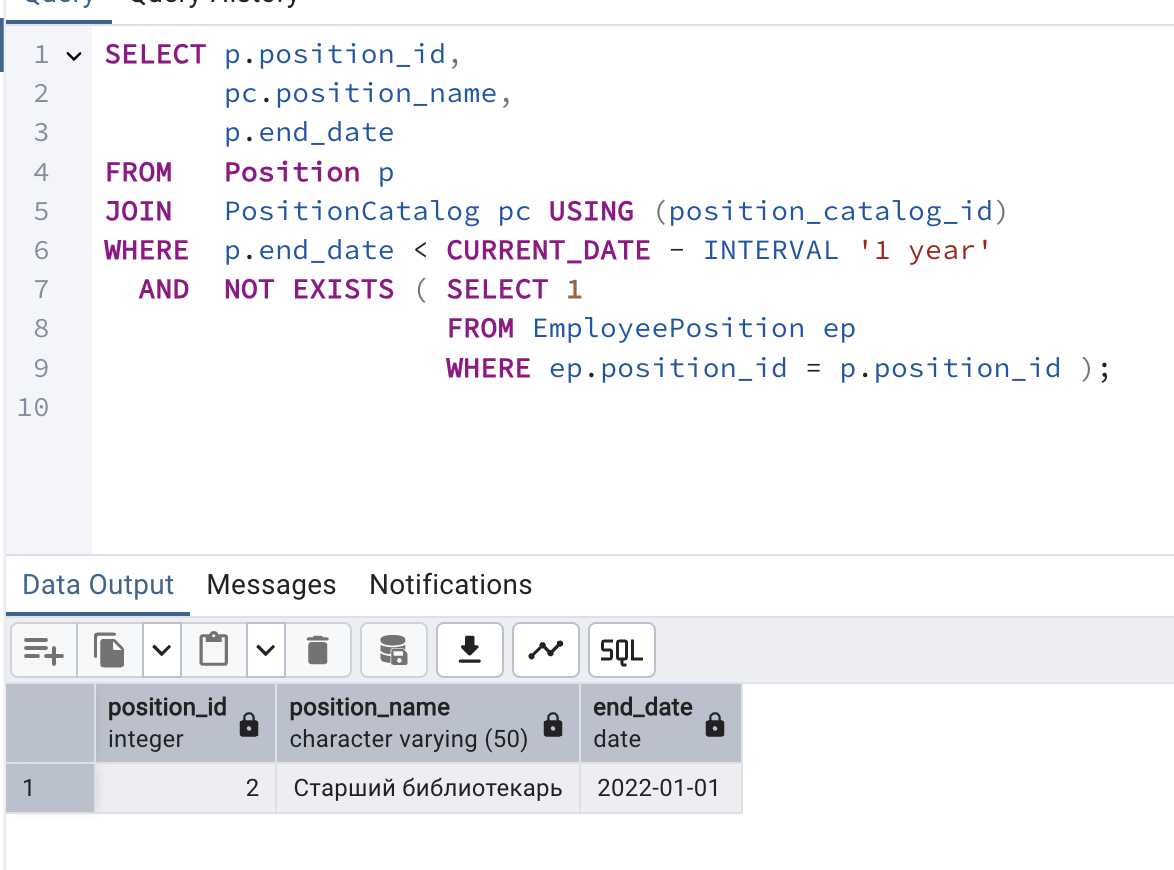 Query Query History
1 SELECT p.position_id,
2 pc.position_name,
3 p.end_date
4 FROM Position p
5 JOIN PositionCatalog pc USING (position_catalog_id)
6 WHERE p.end_date < CURRENT_DATE - INTERVAL '1 year'
7 AND NOT EXISTS ( SELECT 1
8 FROM EmployeePosition ep
9 WHERE ep.position_id = p.position_id );
10
Data Output Messages Notifications
SQL
position_id position_name end_date
integer character varying (50) date
1 2 Старший библиотекарь 2022-01-01